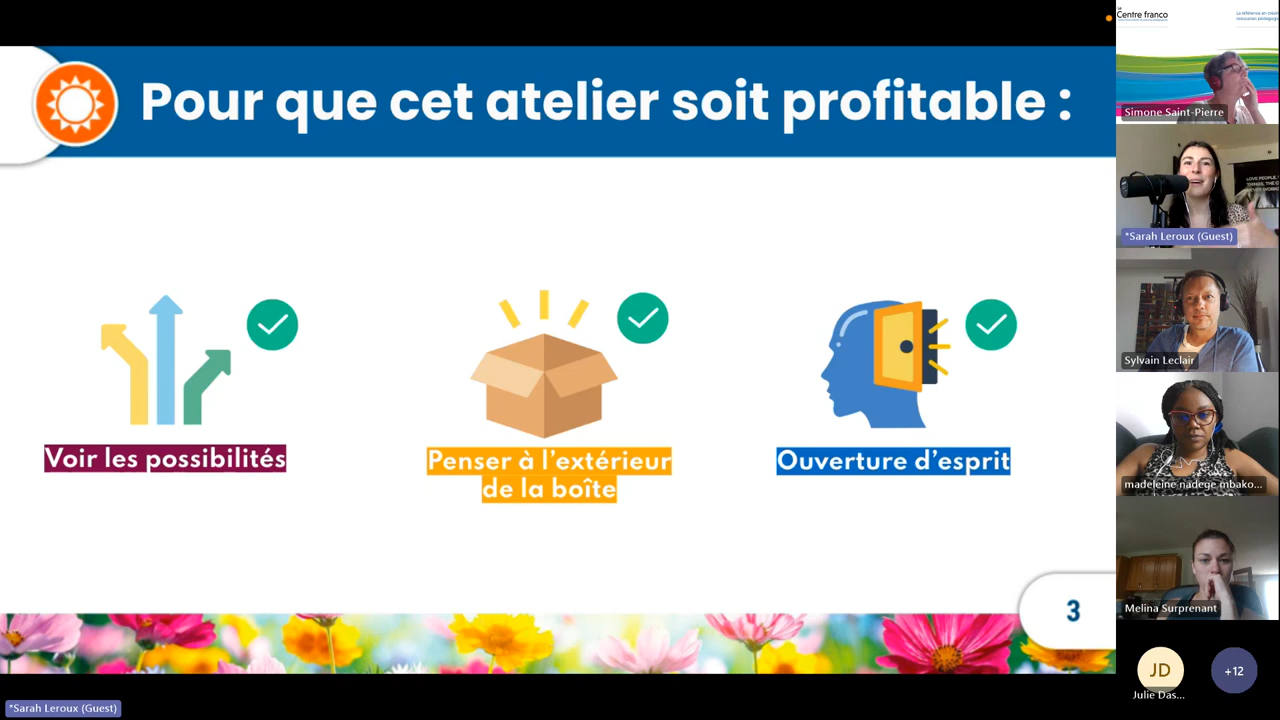 Pour que cet atelier soit profitable :
Voir les possibilités
Penser à l'extérieur
de la boîte
Ouverture d'esprit
3
*Sarah Leroux (Guest)
Le
Centre franco
Simone Saint-Pierre
*Sarah Leroux (Guest)
Sylvain Leclair
madeleine nadege mbako...
Melina Surprenant
JD
Julie Das...
+12